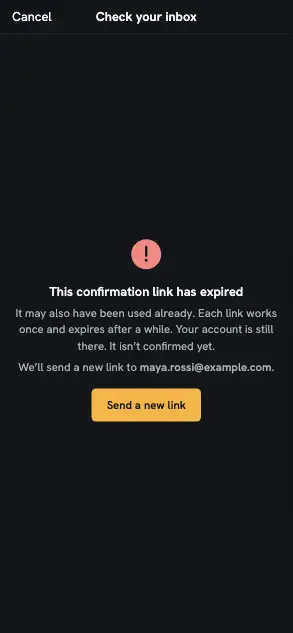 Cancel
Check your inbox
!
This confirmation link has expired
It may also have been used already. Each link works
once and expires after a while. Your account is still
there. It isn’t confirmed yet.
We’ll send a new link to maya.rossi@example.com.
Send a new link